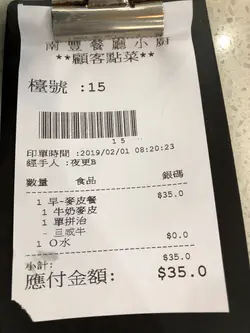 南豐餐廳小廚
**顧客點菜**
檯號 :15
15
印單時間:2019/02/01 08:20:23
經手人:夜更B
數量 食品 銀碼
1 早-麥皮餐 $35.0
1 牛奶麥皮
1 單拼治
- 旦咸牛 $0.0
1 O水
小計: $35.0
應付金額: $35.0